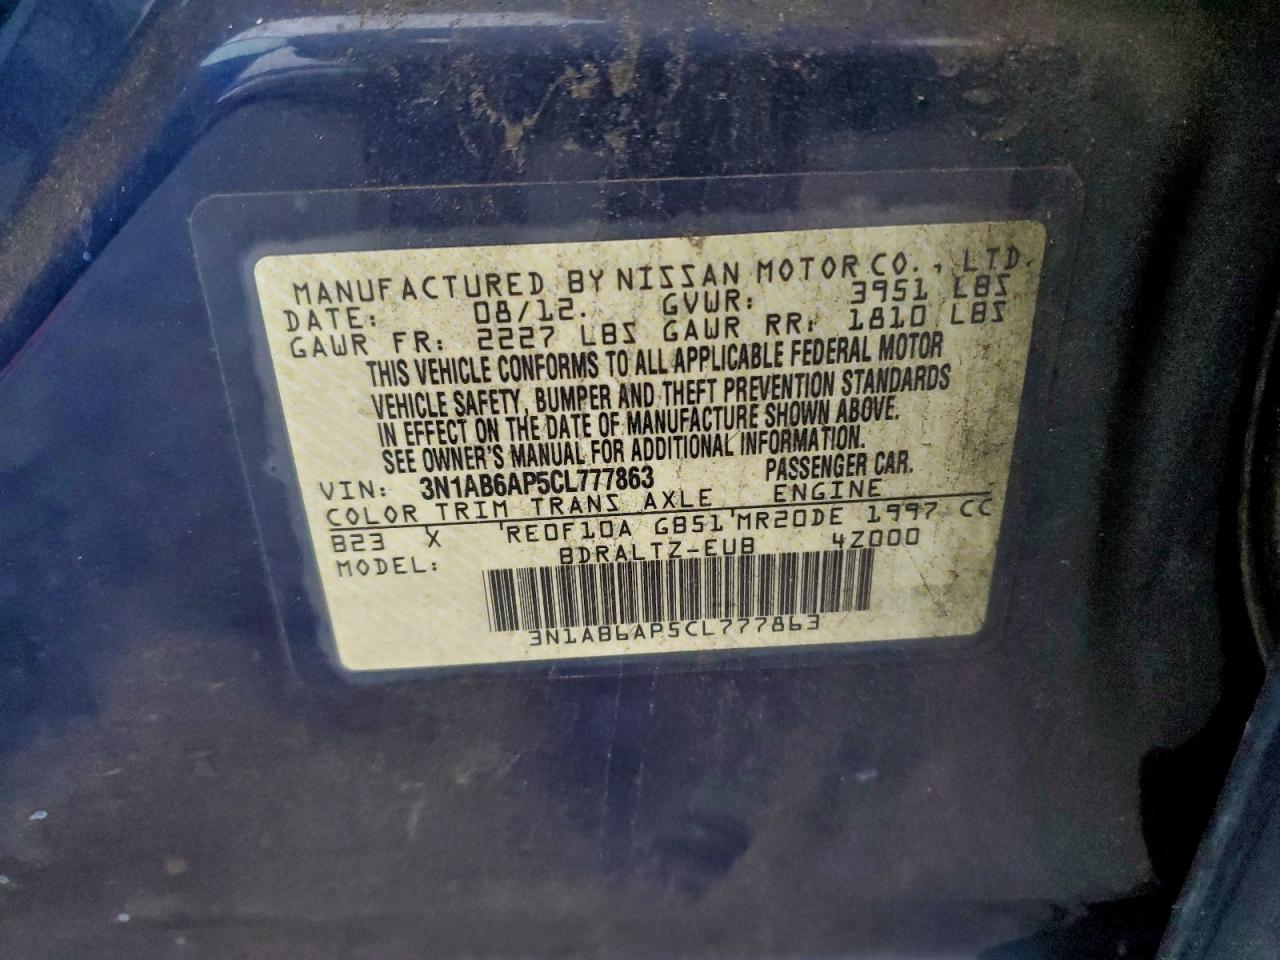 MANUFACTURED BY NISSAN MOTOR CO., LTD.
DATE: 08/12. GVWR: 3951 LBS
GAWR FR: 2227 LBS GAWR RR: 1810 LBS
THIS VEHICLE CONFORMS TO ALL APPLICABLE FEDERAL MOTOR
VEHICLE SAFETY, BUMPER AND THEFT PREVENTION STANDARDS
IN EFFECT ON THE DATE OF MANUFACTURE SHOWN ABOVE.
SEE OWNER'S MANUAL FOR ADDITIONAL INFORMATION.
VIN: 3N1AB6AP5CL777863 PASSENGER CAR.
COLOR TRIM TRANS AXLE ENGINE
B23 X RE0F10A GB51 MR20DE 1997 CC
MODEL: BDRALTZ-EUB 4Z000
3N1AB6AP5CL777863